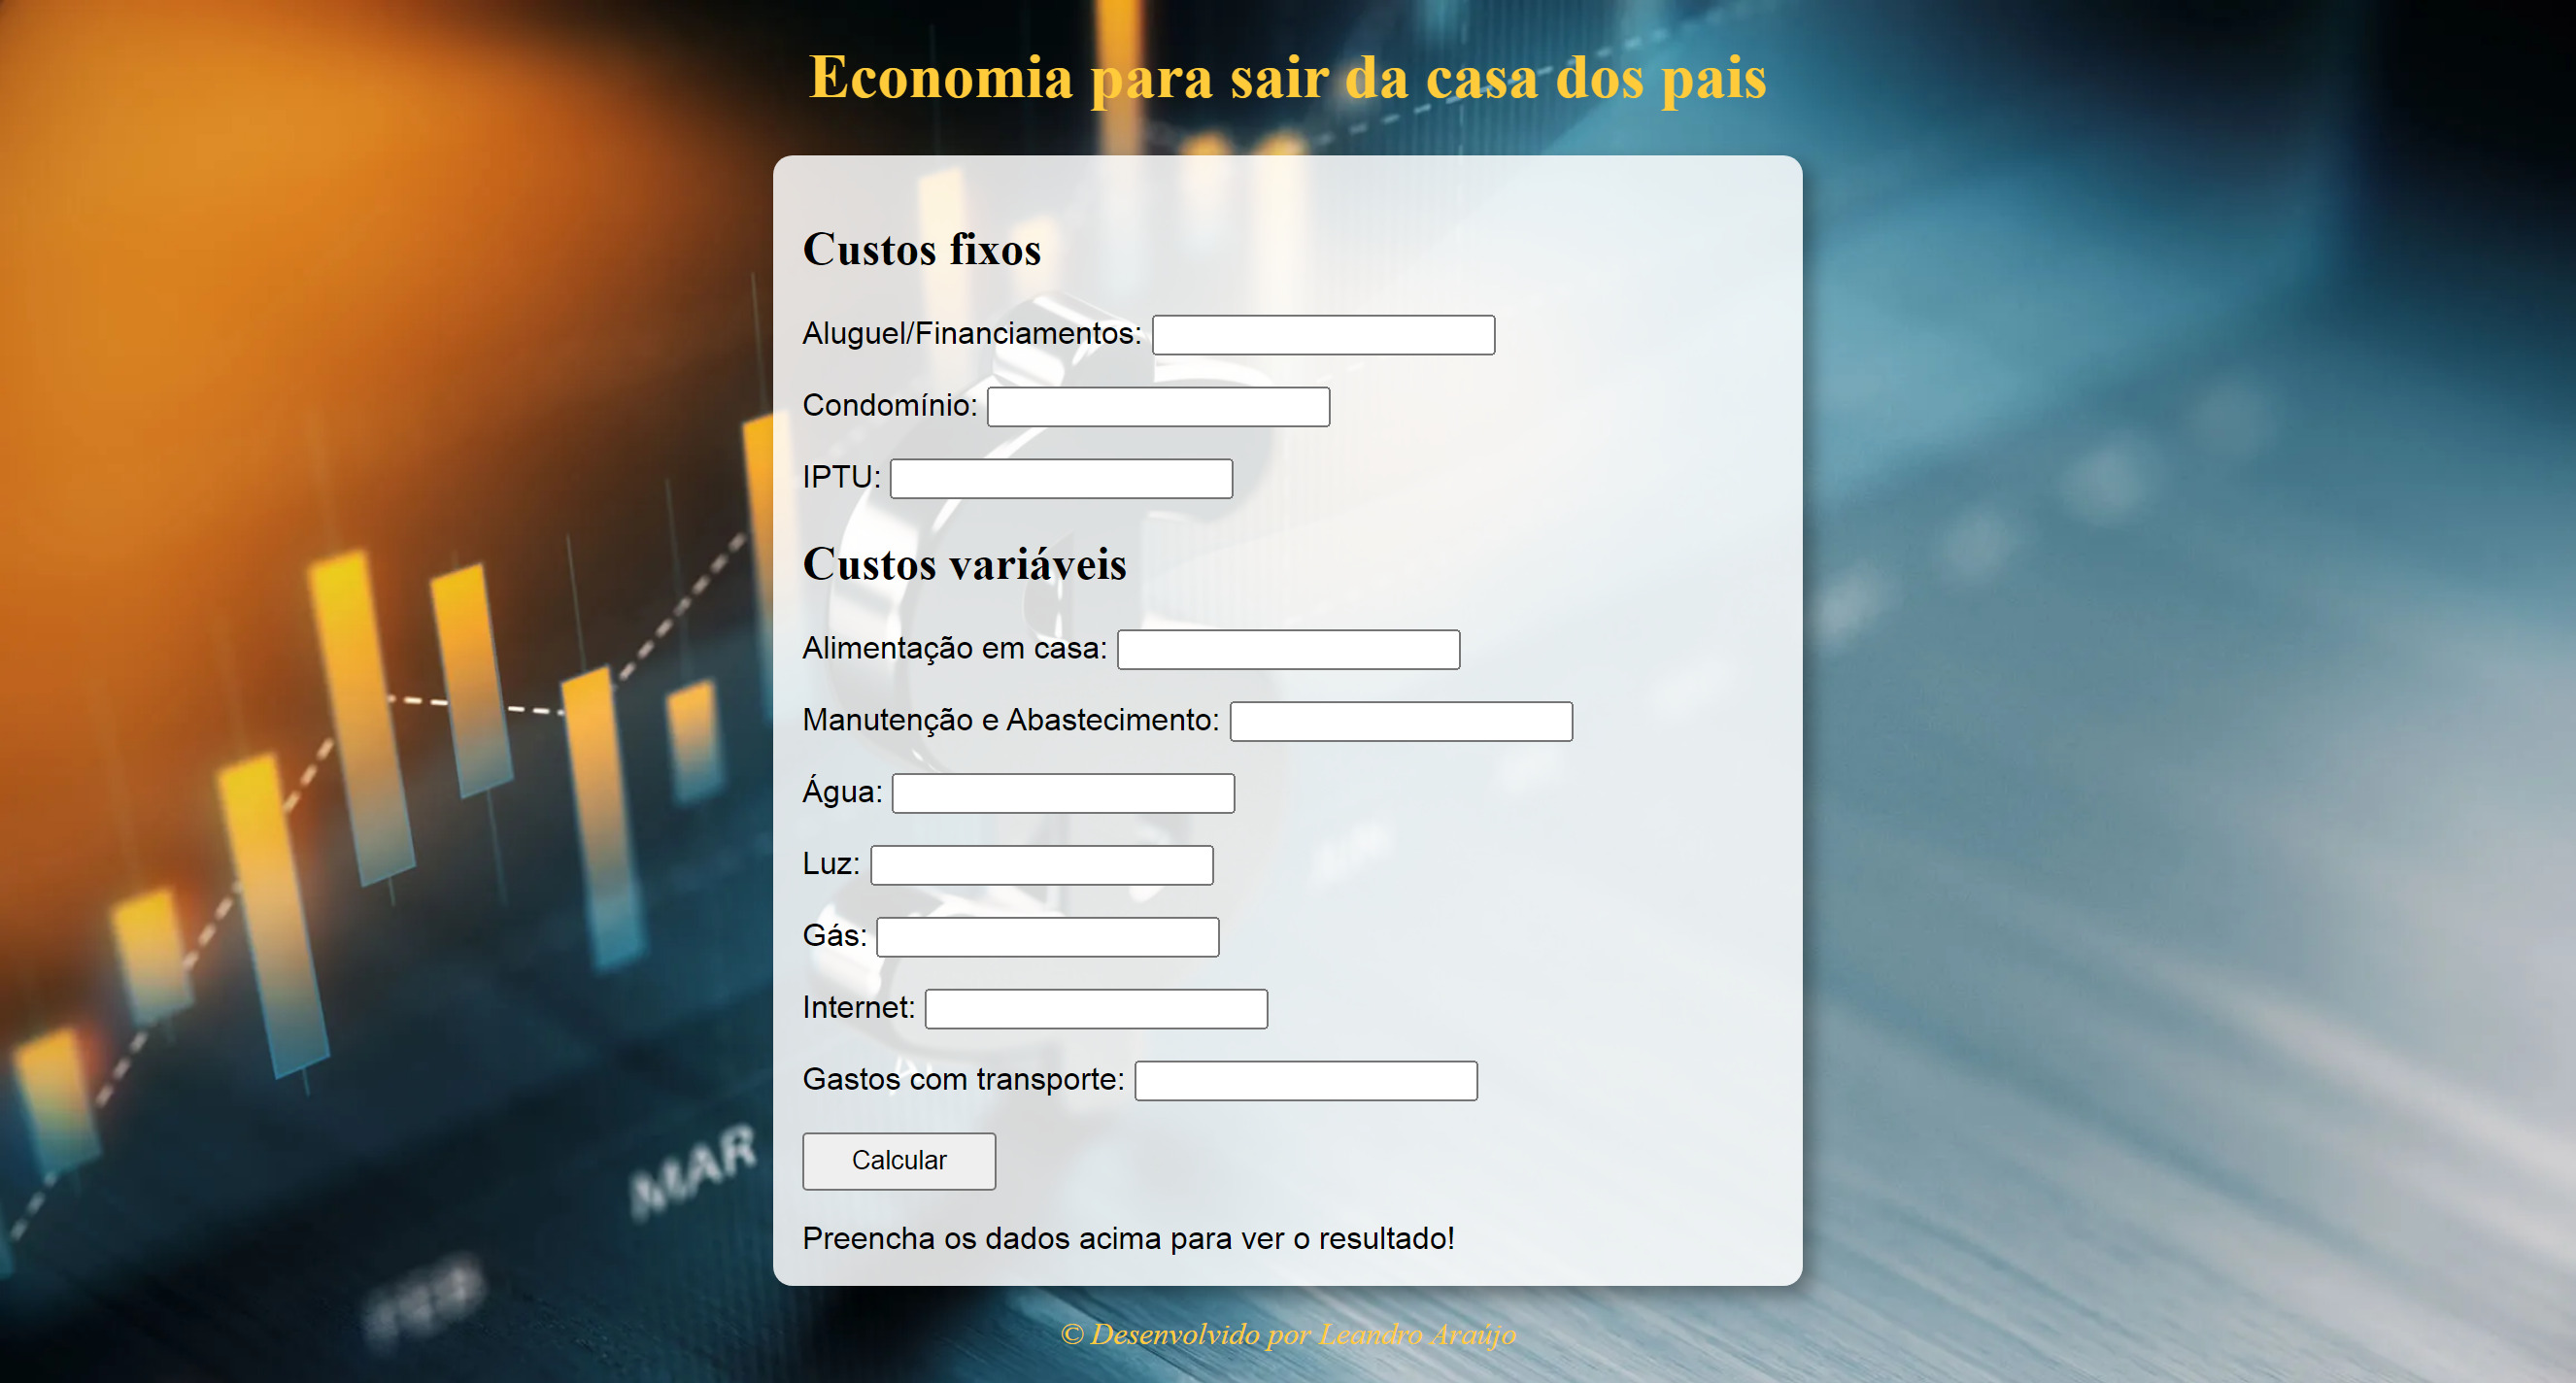 Economia para sair da casa dos pais
Custos fixos
Aluguel/Financiamentos:
Condomínio:
IPTU:
Custos variáveis
Alimentação em casa:
Manutenção e Abastecimento:
Água:
Luz:
Gás:
Internet:
Gastos com transporte:
Calcular
Preencha os dados acima para ver o resultado!
MAR
FEB
© Desenvolvido por Leandro Araújo